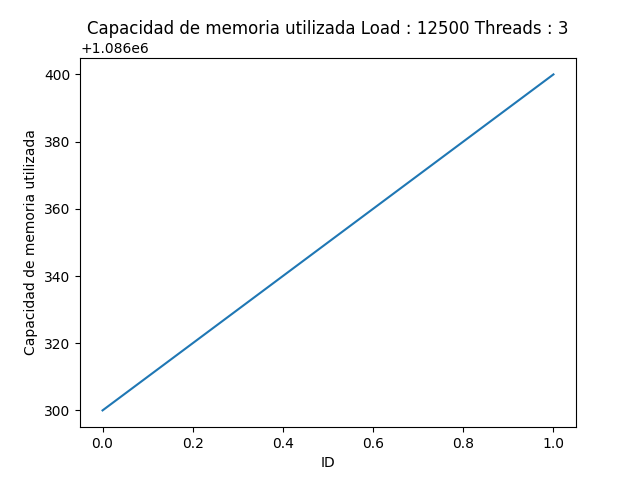 Capacidad de memoria utilizada Load : 12500 Threads : 3
+1.086e6
400
380
360
340
320
300
Capacidad de memoria utilizada
0.0 0.2 0.4 0.6 0.8 1.0
ID